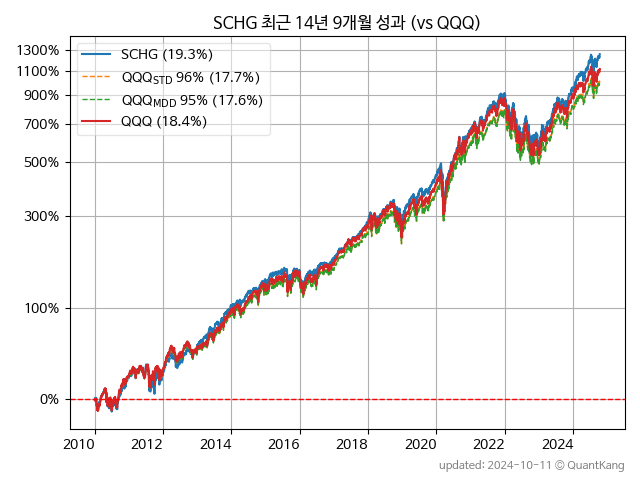 SCHG 최근 14년 9개월 성과 (vs QQQ)
1300%
1100%
900%
700%
500%
300%
100%
0%
SCHG (19.3%)
QQQSTD 96% (17.7%)
QQQMDD 95% (17.6%)
QQQ (18.4%)
2010 2012 2014 2016 2018 2020 2022 2024
updated: 2024-10-11 © QuantKang